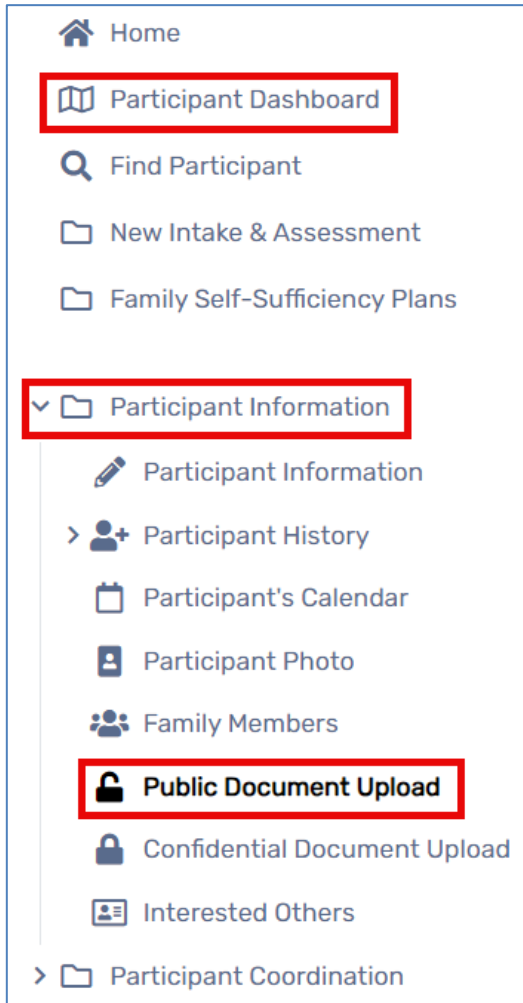 Home
Participant Dashboard
Find Participant
New Intake & Assessment
Family Self-Sufficiency Plans
Participant Information
Participant Information
Participant History
Participant's Calendar
Participant Photo
Family Members
Public Document Upload
Confidential Document Upload
Interested Others
Participant Coordination